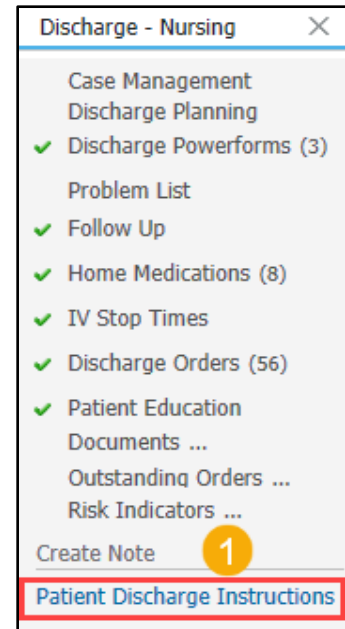 Discharge - Nursing ×
Case Management
Discharge Planning
✓ Discharge Powerforms (3)
Problem List
✓ Follow Up
✓ Home Medications (8)
✓ IV Stop Times
✓ Discharge Orders (56)
✓ Patient Education
Documents ...
Outstanding Orders ...
Risk Indicators ...
Create Note 1
Patient Discharge Instructions